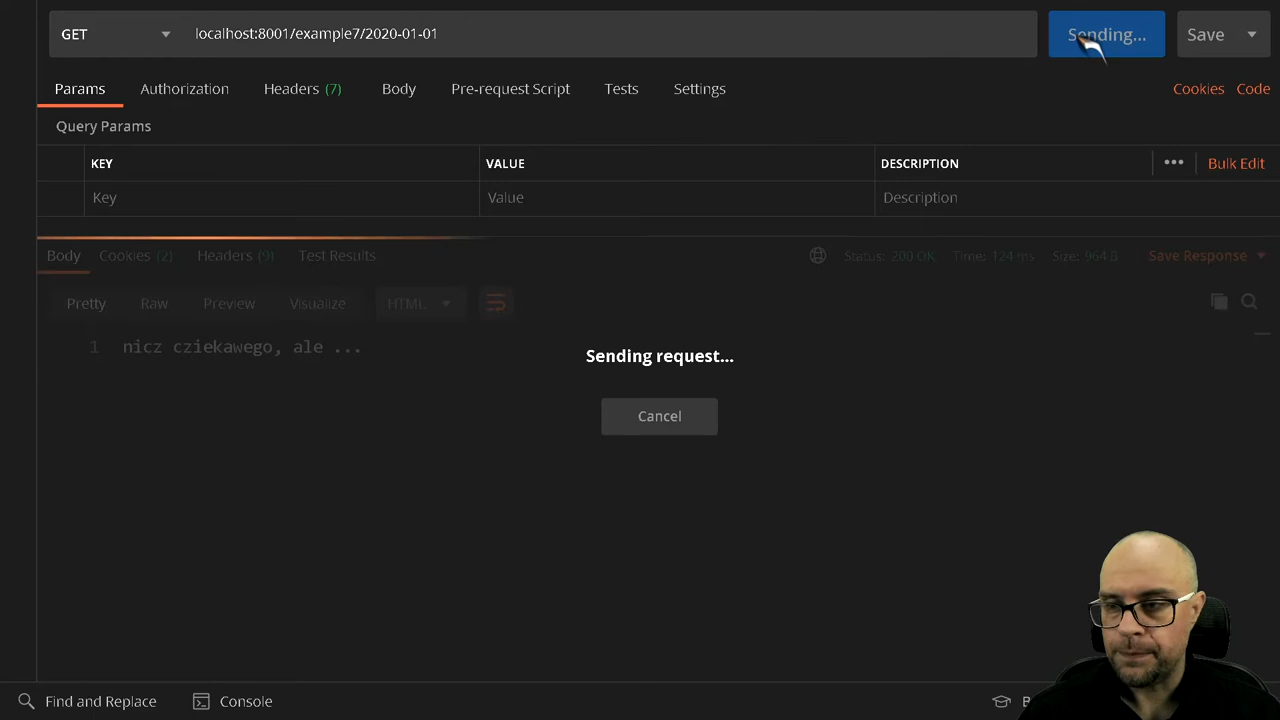 GET localhost:8001/example7/2020-01-01 Sending... Save
Params Authorization Headers (7) Body Pre-request Script Tests Settings Cookies Code
Query Params
KEY VALUE DESCRIPTION ••• Bulk Edit
Key Value Description
Body Cookies (2) Headers (9) Test Results Status: 200 OK Time: 124 ms Size: 964 B Save Response
Pretty Raw Preview Visualize HTML
1 nicz cziekawego, ale ...
Sending request...
Cancel
Find and Replace Console